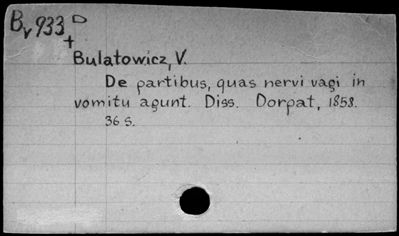 Bv 933 D
+
Bulatowicz, V.
De partibus, quas nervi vagi in
vomitu agunt. Diss. Dorpat, 1858.
36 S.